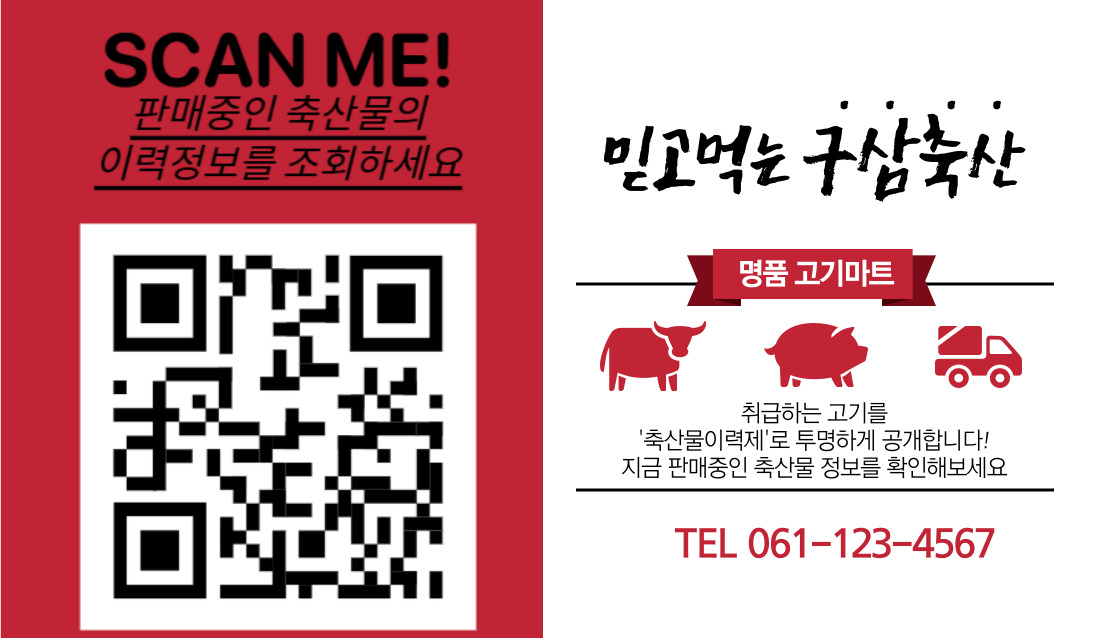 SCAN ME!
판매중인 축산물의
이력정보를 조회하세요
믿고먹는 구삼축산
명품 고기마트
취급하는 고기를
'축산물이력제'로 투명하게 공개합니다!
지금 판매중인 축산물 정보를 확인해보세요
TEL 061-123-4567